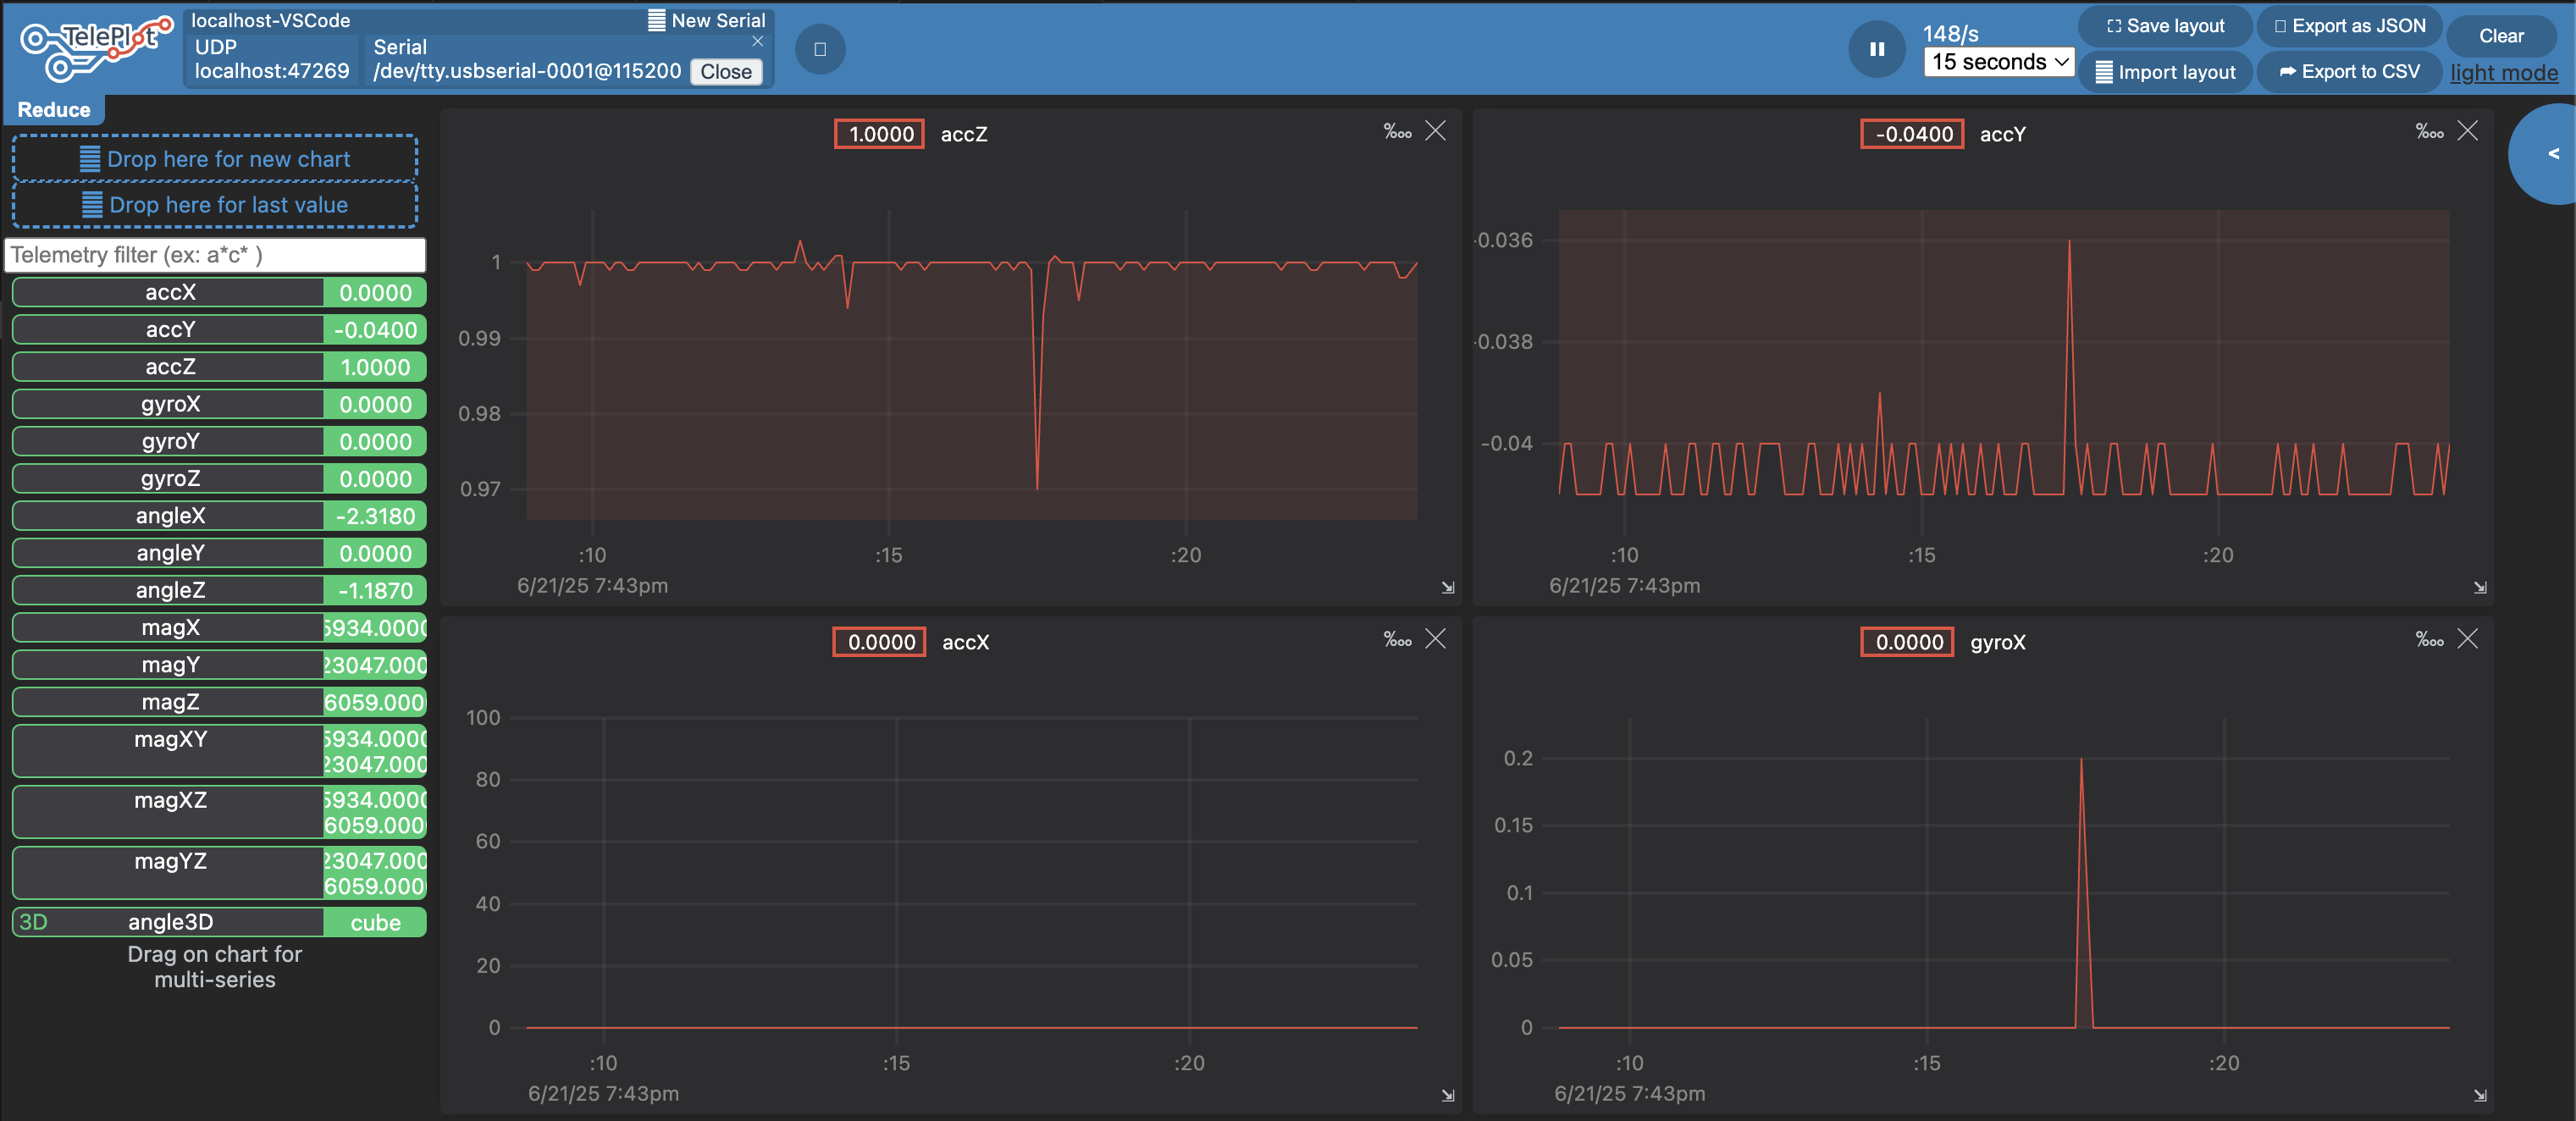 TelePlot
localhost-VSCode
New Serial
UDP
localhost:47269
Serial
/dev/tty.usbserial-0001@115200
Close
148/s
15 seconds
Save layout
Import layout
Export as JSON
Export to CSV
Clear
light mode
Reduce
Drop here for new chart
Drop here for last value
Telemetry filter (ex: a*c* )
accX 0.0000
accY -0.0400
accZ 1.0000
gyroX 0.0000
gyroY 0.0000
gyroZ 0.0000
angleX -2.3180
angleY 0.0000
angleZ -1.1870
magX 5934.0000
magY 23047.000
magZ 6059.000
magXY 5934.0000
23047.000
magXZ 5934.0000
6059.000
magYZ 23047.000
6059.000
3D angle3D cube
Drag on chart for
multi-series
1.0000 accZ
‰₀₀
1
0.99
0.98
0.97
:10 :15 :20
6/21/25 7:43pm
-0.0400 accY
‰₀₀
<
-0.036
-0.038
-0.04
:10 :15 :20
6/21/25 7:43pm
0.0000 accX
‰₀₀
100
80
60
40
20
0
:10 :15 :20
6/21/25 7:43pm
0.0000 gyroX
‰₀₀
0.2
0.15
0.1
0.05
0
:10 :15 :20
6/21/25 7:43pm